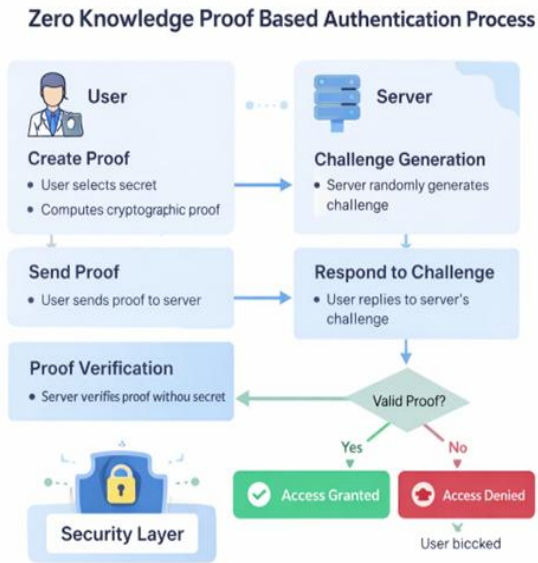 Zero Knowledge Proof Based Authentication Process
User
Create Proof
• User selects secret
• Computes cryptographic proof
Server
Challenge Generation
• Server randomly generates
challenge
Send Proof
• User sends proof to server
Respond to Challenge
• User replies to server's
challenge
Proof Verification
• Server verifies proof withou secret
Valid Proof?
Yes
No
Access Granted
Access Denied
User biccked
Security Layer